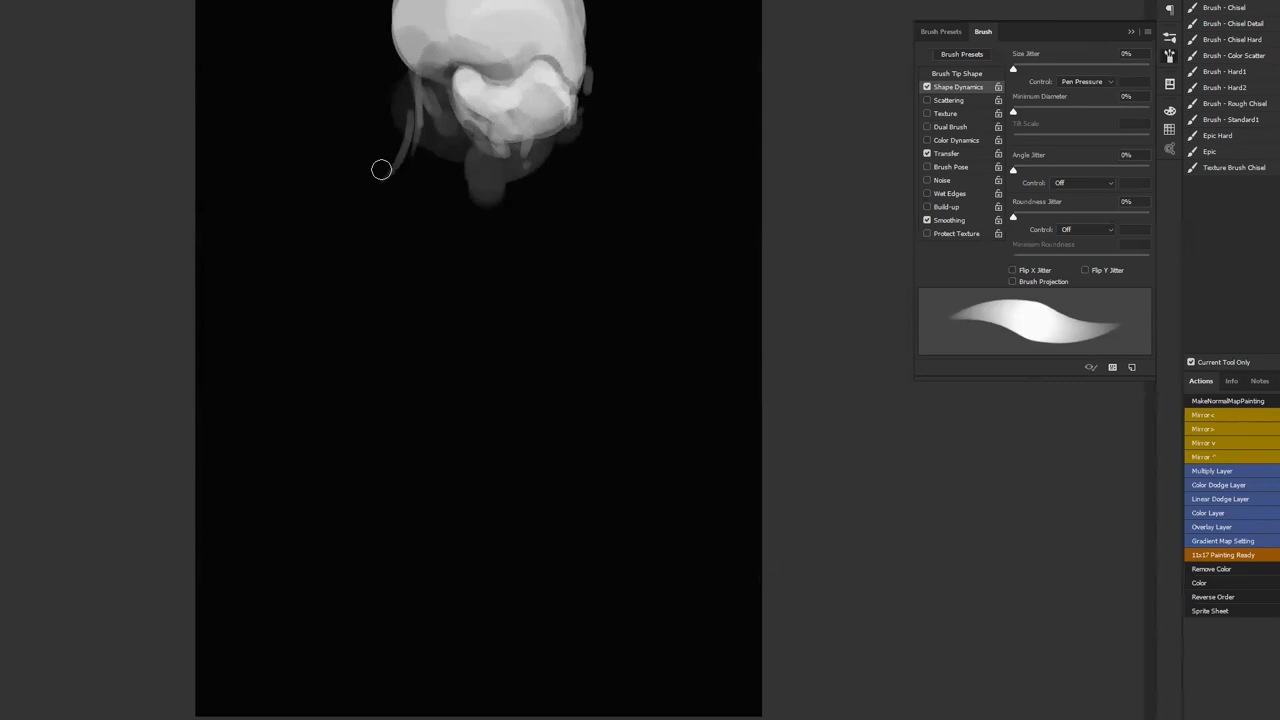 Brush Presets
Brush
Brush Presets
Brush Tip Shape
Shape Dynamics
Scattering
Texture
Dual Brush
Color Dynamics
Transfer
Brush Pose
Noise
Wet Edges
Build-up
Smoothing
Protect Texture
Size Jitter
0%
Control: Pen Pressure
Minimum Diameter
0%
Tilt Scale
Angle Jitter
0%
Control: Off
Roundness Jitter
0%
Control: Off
Minimum Roundness
Flip X Jitter
Flip Y Jitter
Brush Projection
Brush - Chisel
Brush - Chisel Detail
Brush - Chisel Hard
Brush - Color Scatter
Brush - Hard1
Brush - Hard2
Brush - Rough Chisel
Brush - Standard1
Epic Hard
Epic
Texture Brush Chisel
Current Tool Only
Actions
Info
Notes
MakeNormalMapPainting
Mirror <
Mirror >
Mirror v
Mirror ^
Multiply Layer
Color Dodge Layer
Linear Dodge Layer
Color Layer
Overlay Layer
Gradient Map Setting
11x17 Painting Ready
Remove Color
Color
Reverse Order
Sprite Sheet